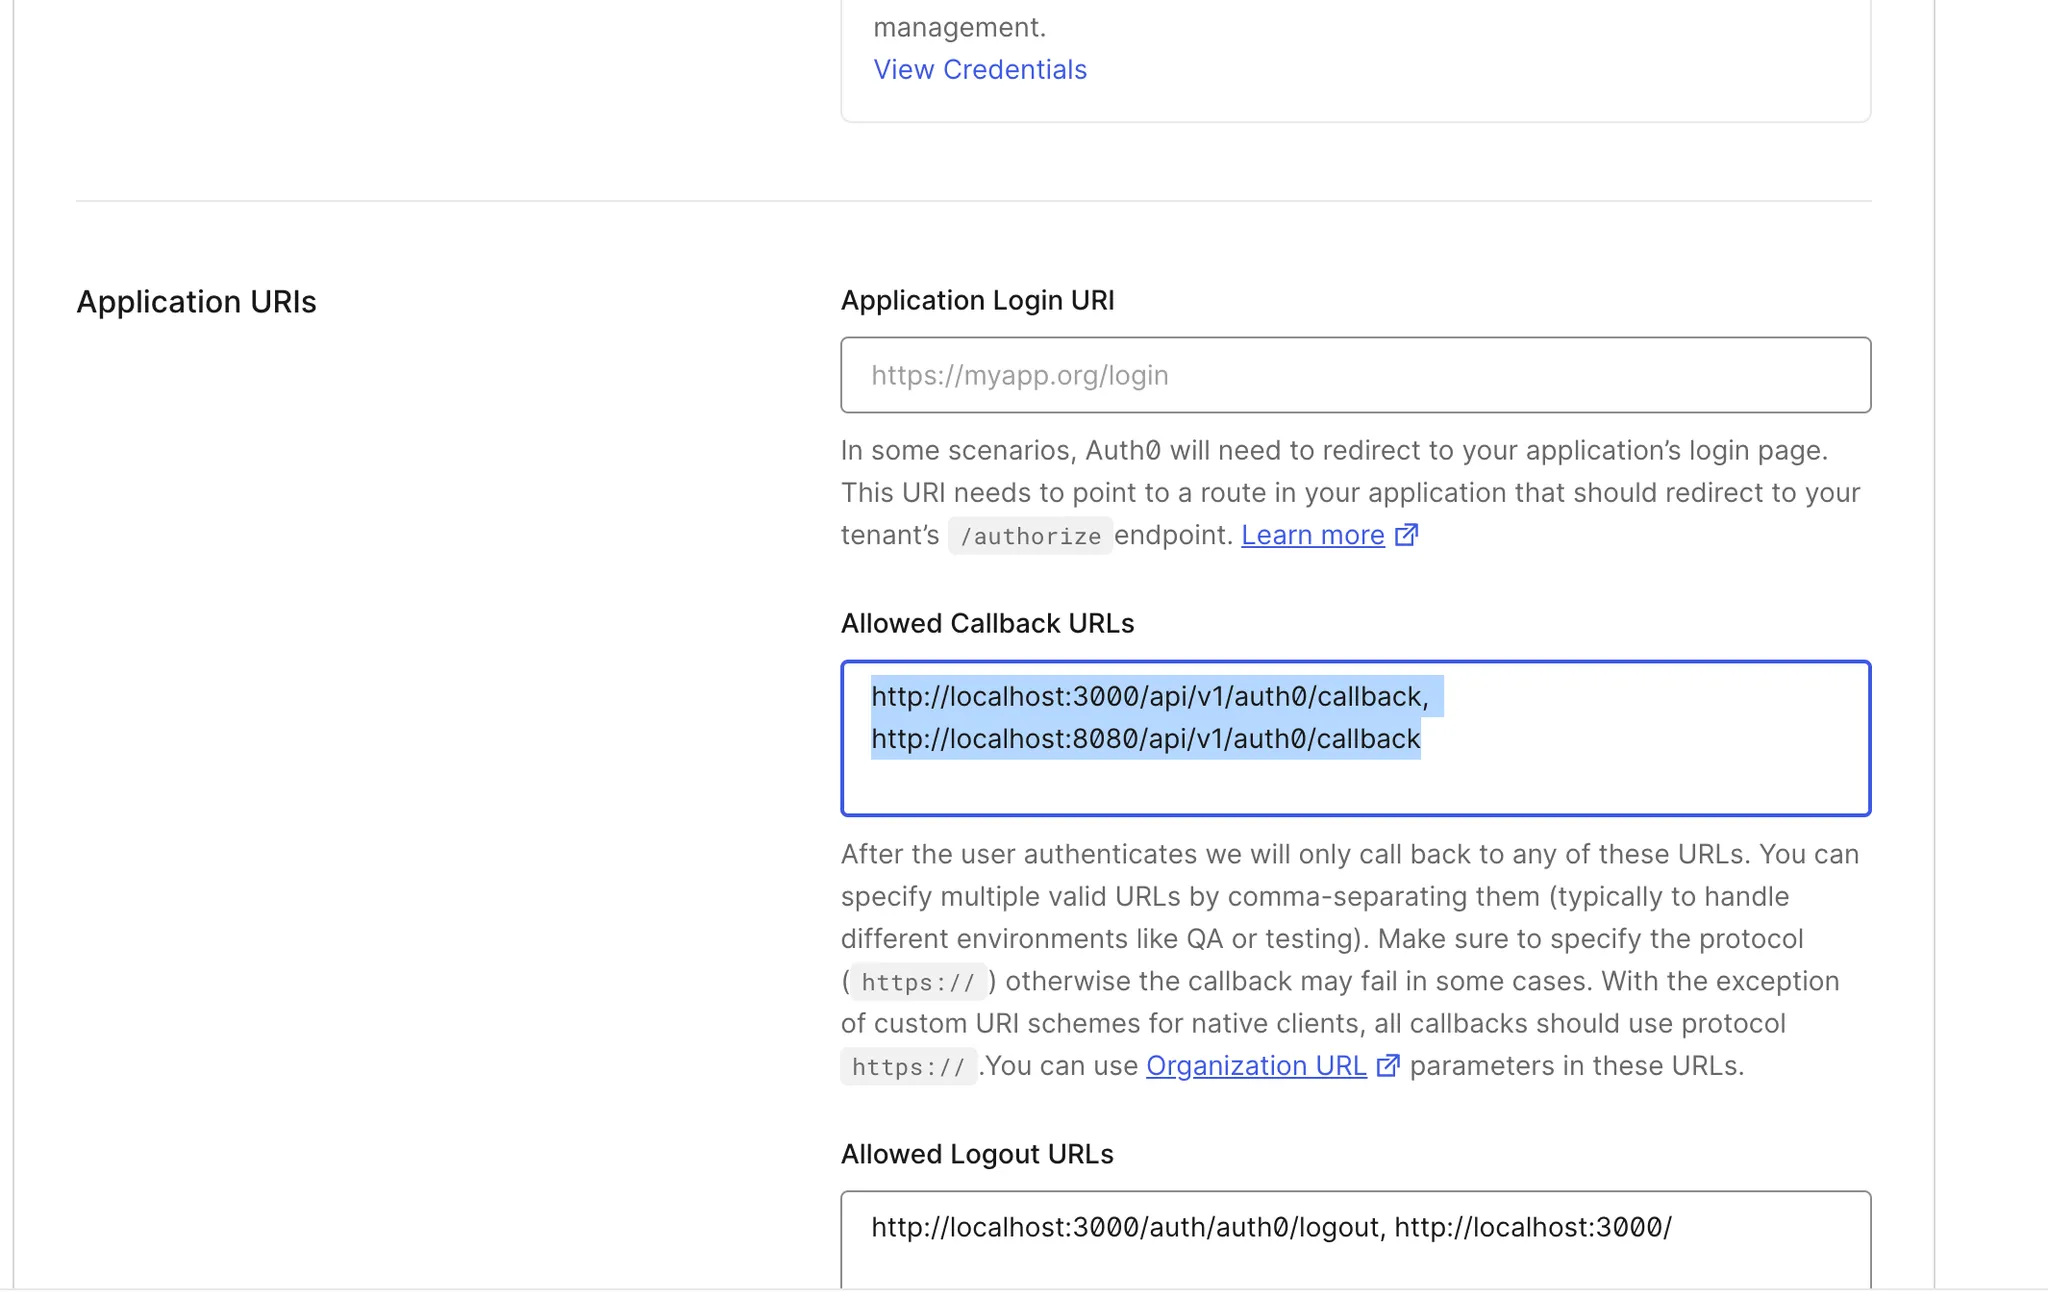 management.
View Credentials
Application URIs
Application Login URI
https://myapp.org/login
In some scenarios, Auth0 will need to redirect to your application’s login page.
This URI needs to point to a route in your application that should redirect to your
tenant’s /authorize endpoint. Learn more
Allowed Callback URLs
http://localhost:3000/api/v1/auth0/callback,
http://localhost:8080/api/v1/auth0/callback
After the user authenticates we will only call back to any of these URLs. You can
specify multiple valid URLs by comma-separating them (typically to handle
different environments like QA or testing). Make sure to specify the protocol
( https:// ) otherwise the callback may fail in some cases. With the exception
of custom URI schemes for native clients, all callbacks should use protocol
https:// .You can use Organization URL parameters in these URLs.
Allowed Logout URLs
http://localhost:3000/auth/auth0/logout, http://localhost:3000/